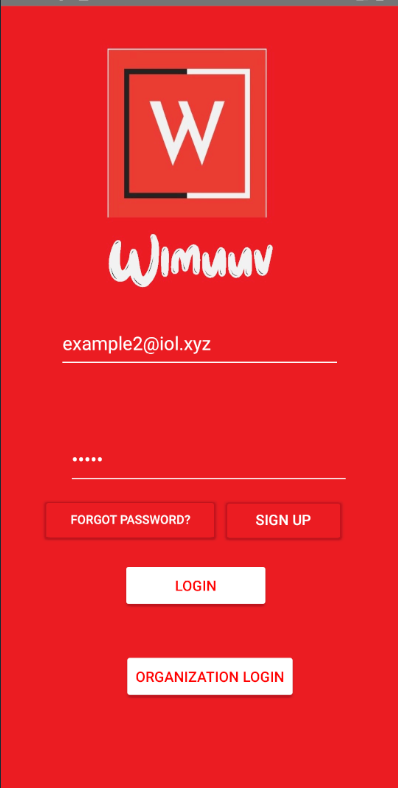 W
Wimuuv
example2@iol.xyz
•••••
FORGOT PASSWORD?
SIGN UP
LOGIN
ORGANIZATION LOGIN